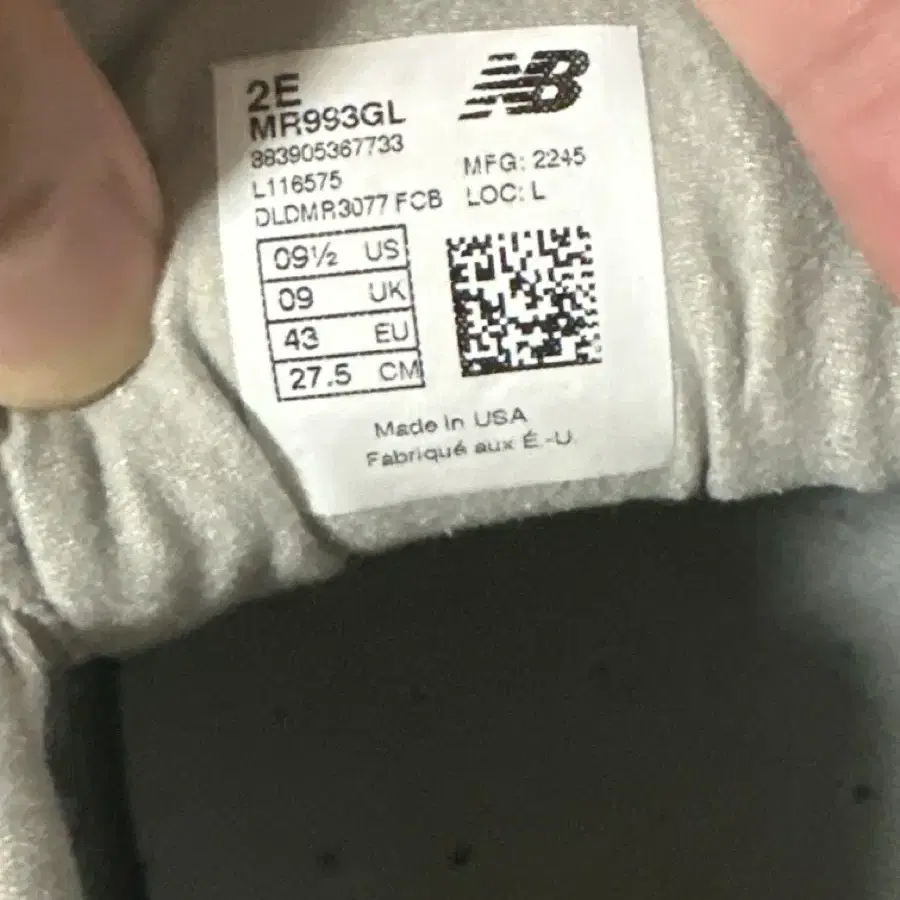 2E
NB
MR993GL
883905367733
L116575
MFG: 2245
DLDMR3077 FCB
LOC: L
09½ US
09 UK
43 EU
27.5 CM
Made in USA
Fabriqué aux É.-U.